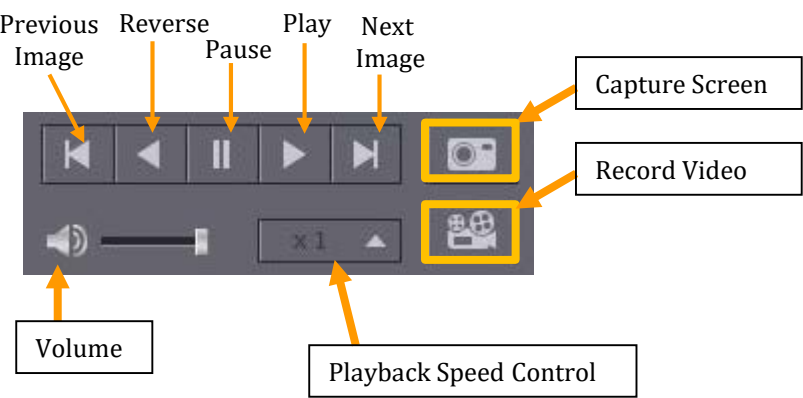 Previous
Image
Reverse
Pause
Play
Next
Image
Capture Screen
Record Video
x 1
Volume
Playback Speed Control